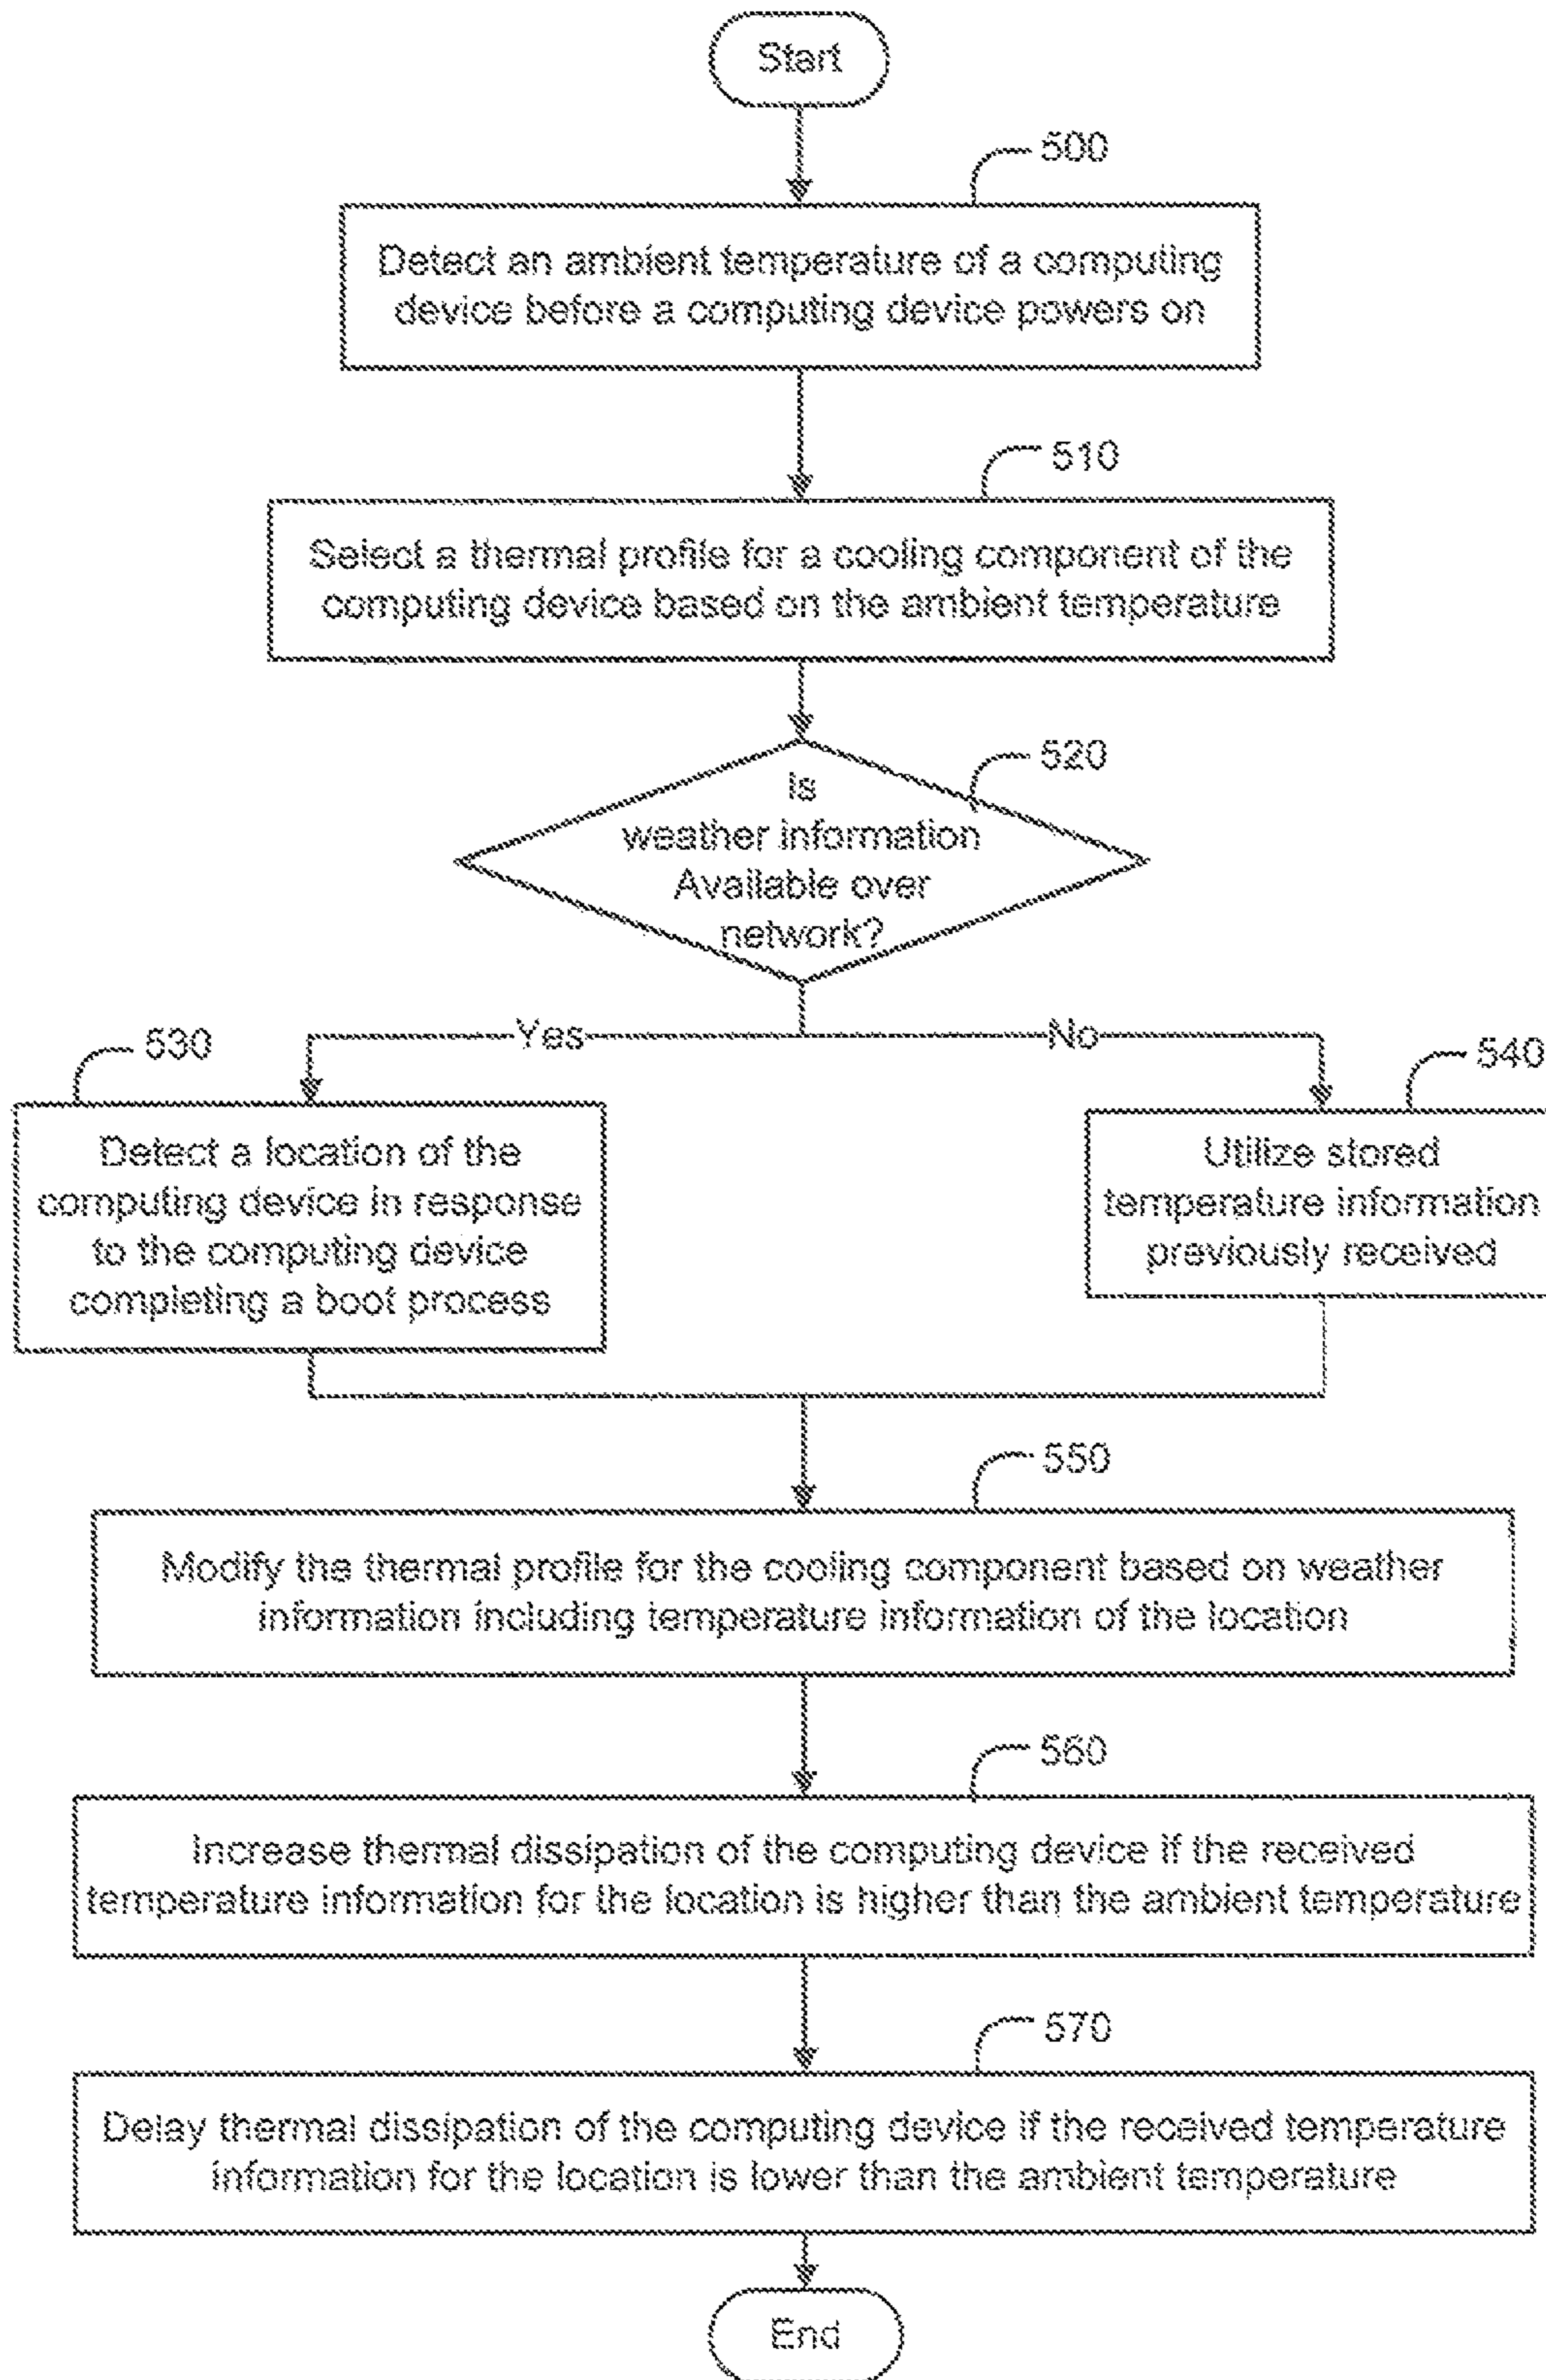 Start
500
Detect an ambient temperature of a computing
device before a computing device powers on
510
Select a thermal profile for a cooling component of the
computing device based on the ambient temperature
520
Is
weather information
Available over
network?
Yes
No
530
540
Detect a location of the
computing device in response
to the computing device
completing a boot process
Utilize stored
temperature information
previously received
550
Modify the thermal profile for the cooling component based on weather
information including temperature information of the location
560
Increase thermal dissipation of the computing device if the received
temperature information for the location is higher than the ambient temperature
570
Delay thermal dissipation of the computing device if the received temperature
information for the location is lower than the ambient temperature
End